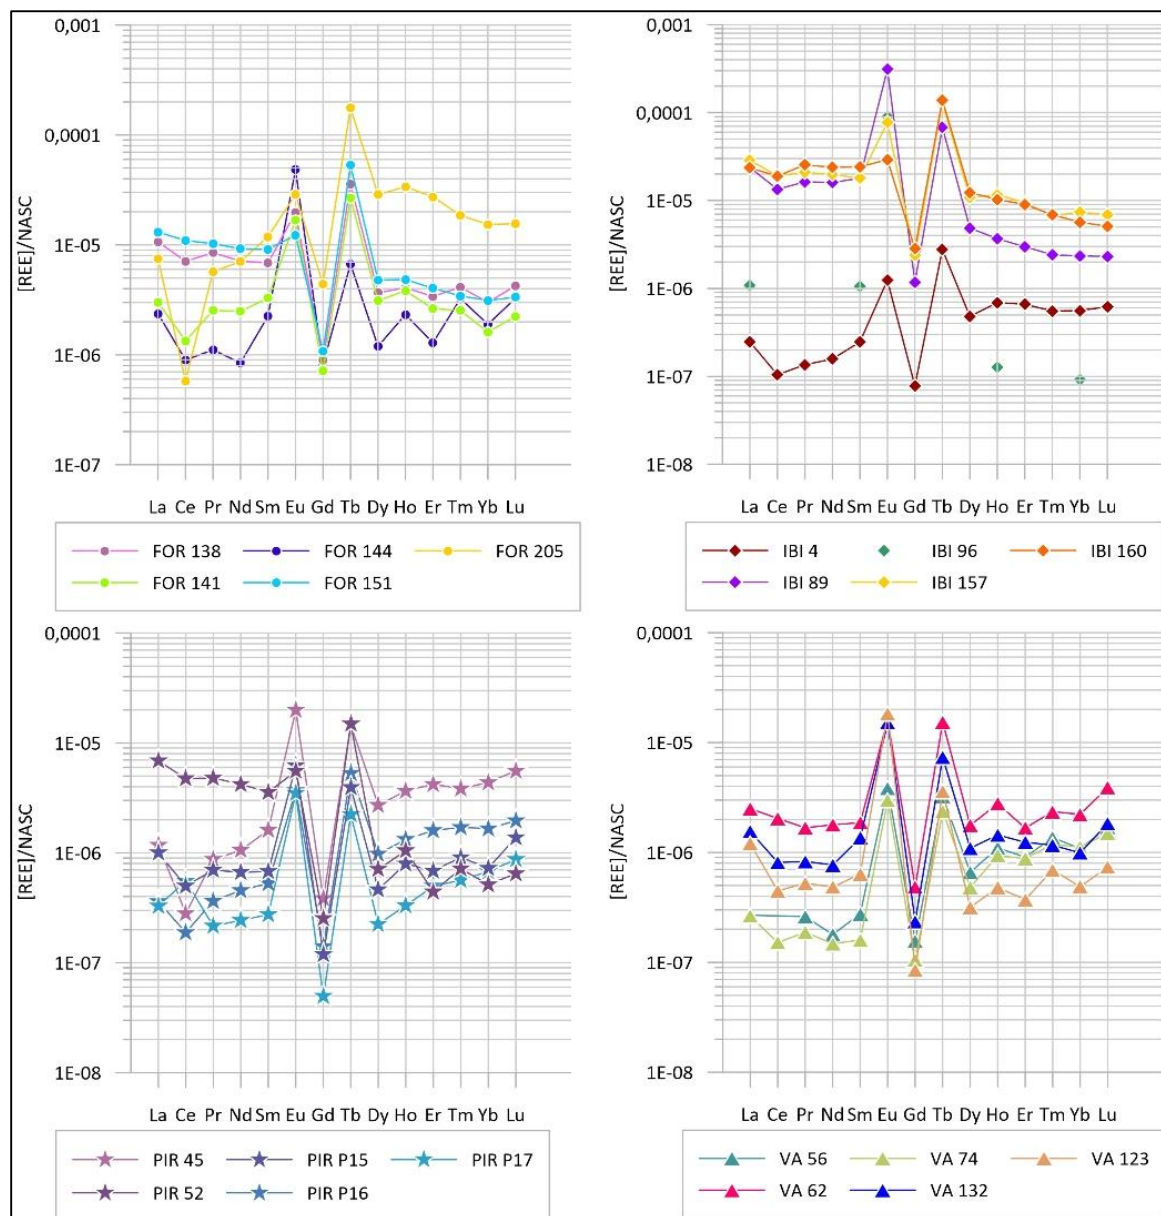 0,001
0,0001
1E-05
1E-06
1E-07
[REE]/NASC
La Ce Pr Nd Sm Eu Gd Tb Dy Ho Er Tm Yb Lu
FOR 138 FOR 144 FOR 205
FOR 141 FOR 151
0,001
0,0001
1E-05
1E-06
1E-07
1E-08
[REE]/NASC
La Ce Pr Nd Sm Eu Gd Tb Dy Ho Er Tm Yb Lu
IBI 4 IBI 96 IBI 160
IBI 89 IBI 157
0,0001
1E-05
1E-06
1E-07
1E-08
[REE]/NASC
La Ce Pr Nd Sm Eu Gd Tb Dy Ho Er Tm Yb Lu
PIR 45 PIR P15 PIR P17
PIR 52 PIR P16
0,0001
1E-05
1E-06
1E-07
1E-08
[REE]/NASC
La Ce Pr Nd Sm Eu Gd Tb Dy Ho Er Tm Yb Lu
VA 56 VA 74 VA 123
VA 62 VA 132